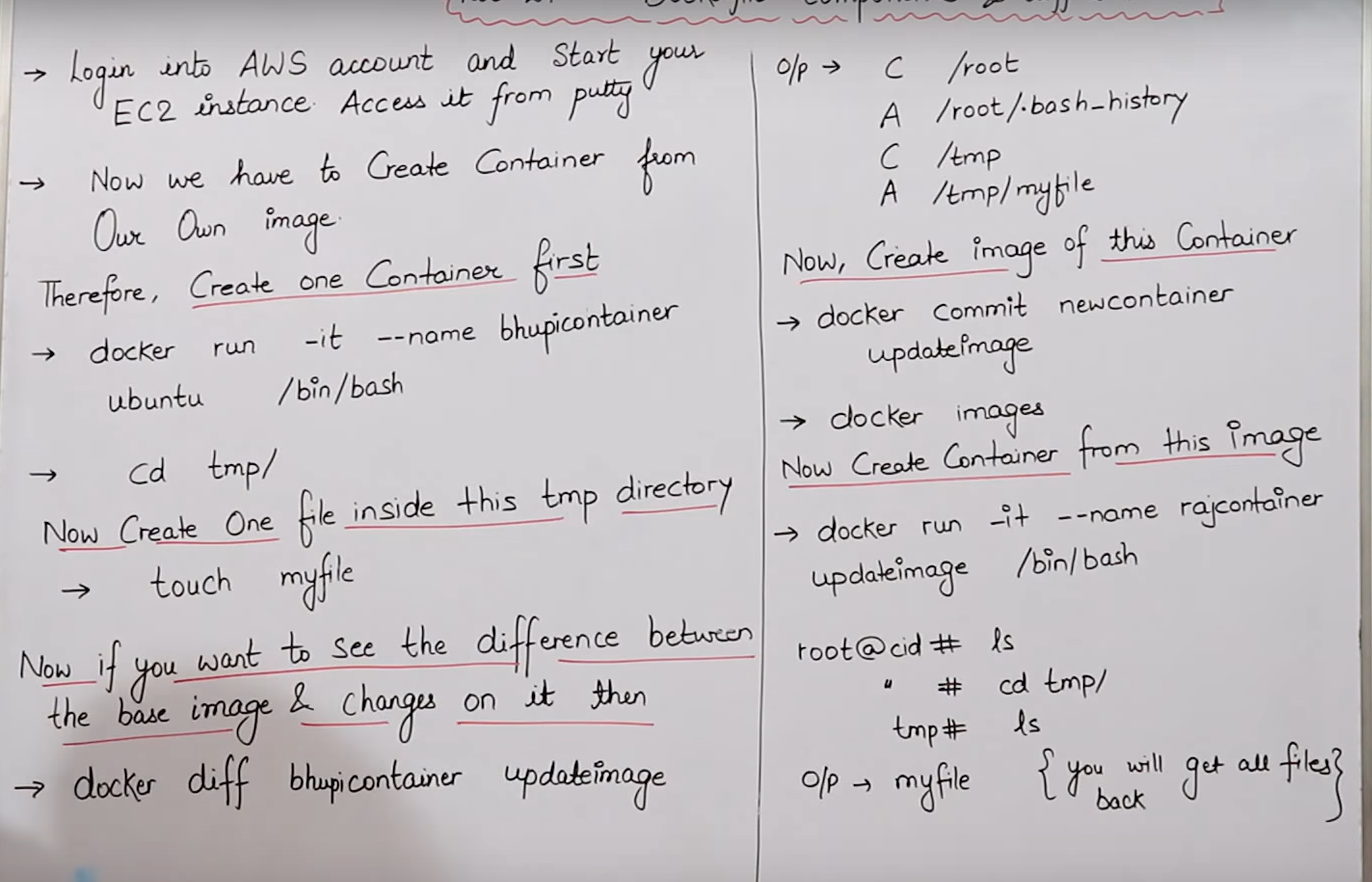 → Login into AWS account and Start your
EC2 instance. Access it from putty
→ Now we have to Create Container from
Our Own image.
Therefore, Create one Container first
→ docker run -it --name bhupicontainer
ubuntu /bin/bash
→ cd tmp/
Now Create One file inside this tmp directory
→ touch myfile
Now if you want to see the difference between
the base image & changes on it then
→ docker diff bhupicontainer updateimage
O/p → C /root
A /root/.bash_history
C /tmp
A /tmp/myfile
Now, Create image of this Container
→ docker commit newcontainer
updateimage
→ docker images
Now Create Container from this image
→ docker run -it --name rajcontainer
updateimage /bin/bash
root@cid # ls
" # cd tmp/
tmp# ls
O/p → myfile {you will get all files}
back